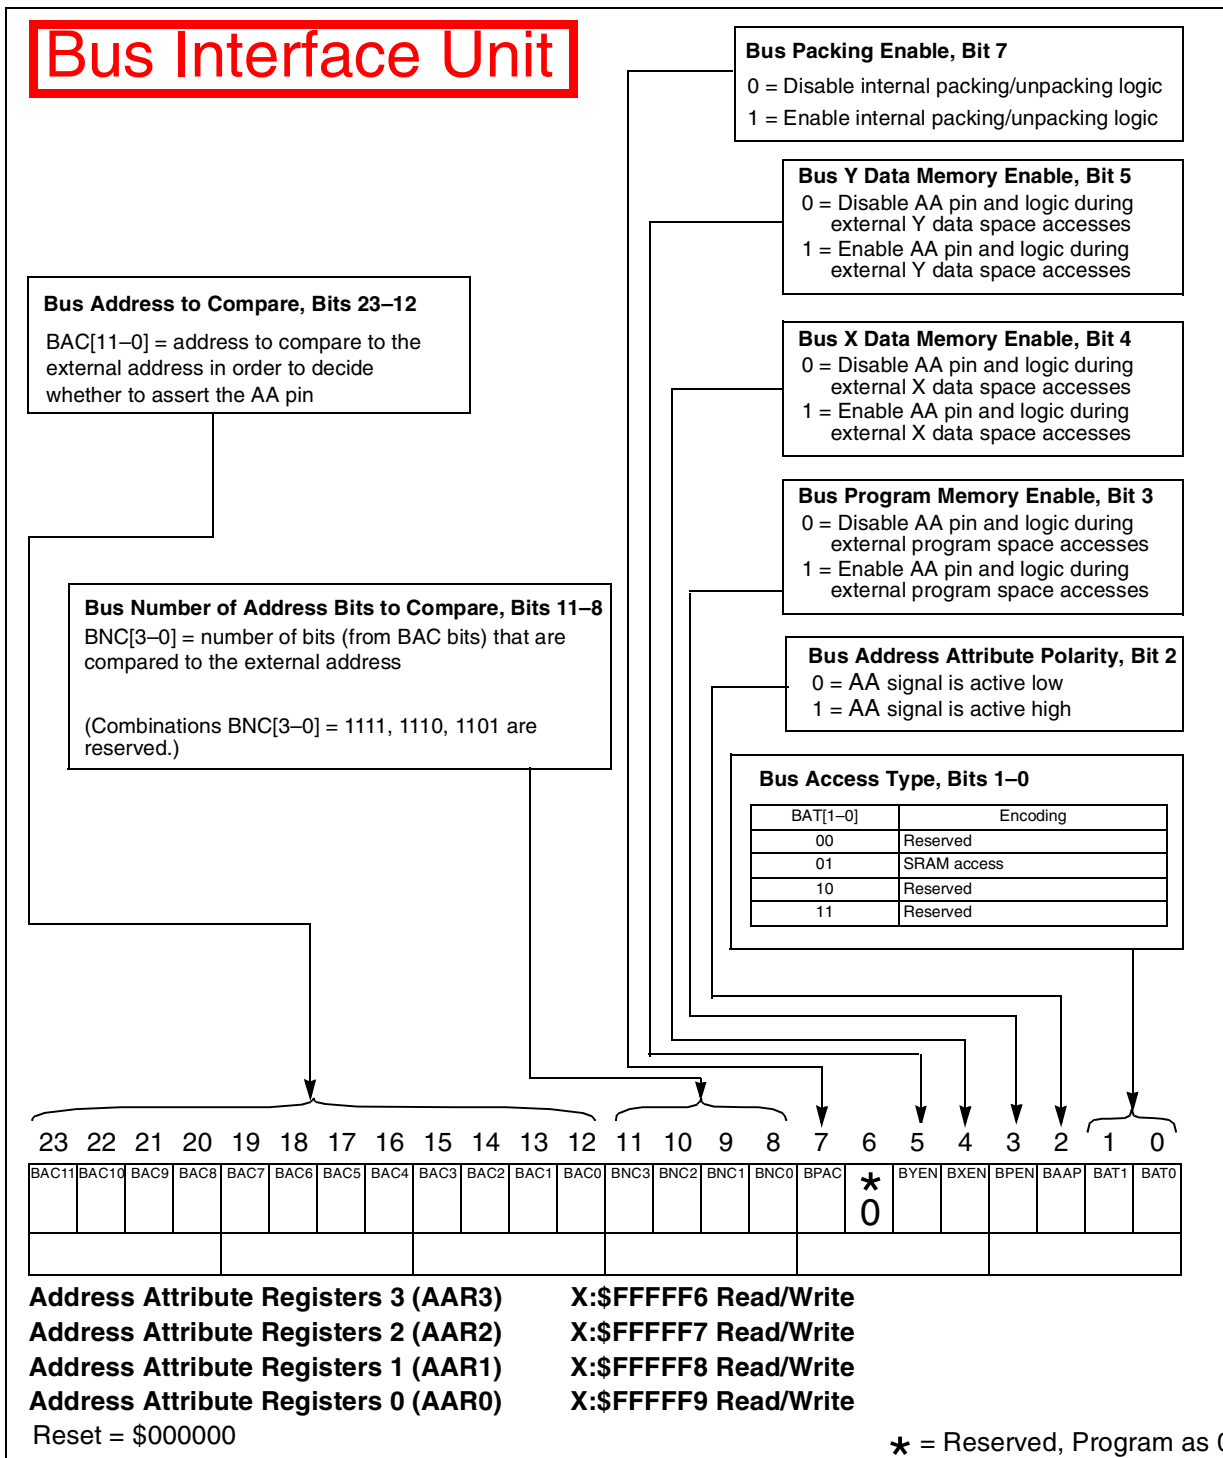 Bus Interface Unit
Bus Packing Enable, Bit 7
0 = Disable internal packing/unpacking logic
1 = Enable internal packing/unpacking logic
Bus Y Data Memory Enable, Bit 5
0 = Disable AA pin and logic during
external Y data space accesses
1 = Enable AA pin and logic during
external Y data space accesses
Bus Address to Compare, Bits 23–12
BAC[11–0] = address to compare to the
external address in order to decide
whether to assert the AA pin
Bus X Data Memory Enable, Bit 4
0 = Disable AA pin and logic during
external X data space accesses
1 = Enable AA pin and logic during
external X data space accesses
Bus Program Memory Enable, Bit 3
0 = Disable AA pin and logic during
external program space accesses
1 = Enable AA pin and logic during
external program space accesses
Bus Number of Address Bits to Compare, Bits 11–8
BNC[3–0] = number of bits (from BAC bits) that are
compared to the external address
(Combinations BNC[3–0] = 1111, 1110, 1101 are
reserved.)
Bus Address Attribute Polarity, Bit 2
0 = AA signal is active low
1 = AA signal is active high
Bus Access Type, Bits 1–0
BAT[1–0] Encoding
00 Reserved
01 SRAM access
10 Reserved
11 Reserved
23 22 21 20 19 18 17 16 15 14 13 12 11 10 9 8 7 6 5 4 3 2 1 0
BAC11 BAC10 BAC9 BAC8 BAC7 BAC6 BAC5 BAC4 BAC3 BAC2 BAC1 BAC0 BNC3 BNC2 BNC1 BNC0 BPAC * BYEN BXEN BPEN BAAP BAT1 BAT0
0
Address Attribute Registers 3 (AAR3) X:$FFFFF6 Read/Write
Address Attribute Registers 2 (AAR2) X:$FFFFF7 Read/Write
Address Attribute Registers 1 (AAR1) X:$FFFFF8 Read/Write
Address Attribute Registers 0 (AAR0) X:$FFFFF9 Read/Write
Reset = $000000
* = Reserved, Program as 0